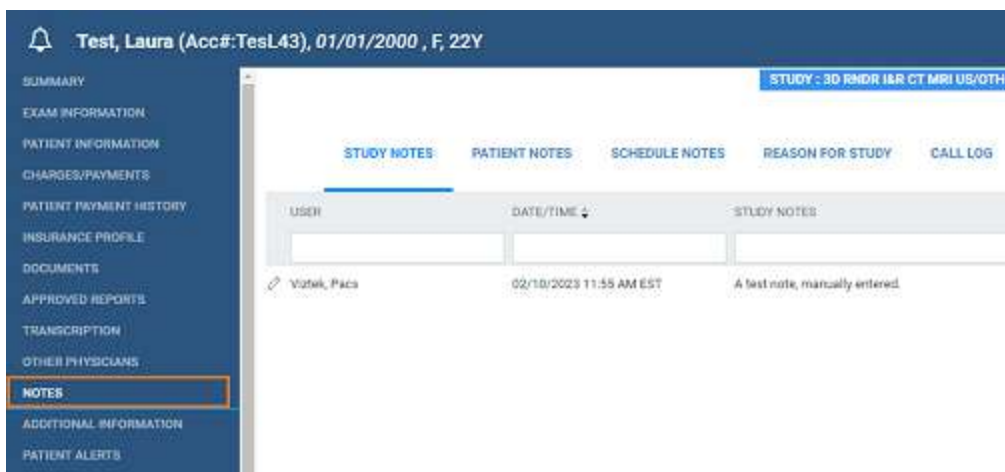 Test, Laura (Acc#:TesL43), 01/01/2000 , F, 22Y
SUMMARY
EXAM INFORMATION
PATIENT INFORMATION
CHARGES/PAYMENTS
PATIENT PAYMENT HISTORY
INSURANCE PROFILE
DOCUMENTS
APPROVED REPORTS
TRANSCRIPTION
OTHER PHYSICIANS
NOTES
ADDITIONAL INFORMATION
PATIENT ALERTS
STUDY : 3D RNDR I&R CT MRI US/OTH
STUDY NOTES PATIENT NOTES SCHEDULE NOTES REASON FOR STUDY CALL LOG
USER DATE/TIME STUDY NOTES
Viztek, Pacs 02/10/2023 11:55 AM EST A test note, manually entered.